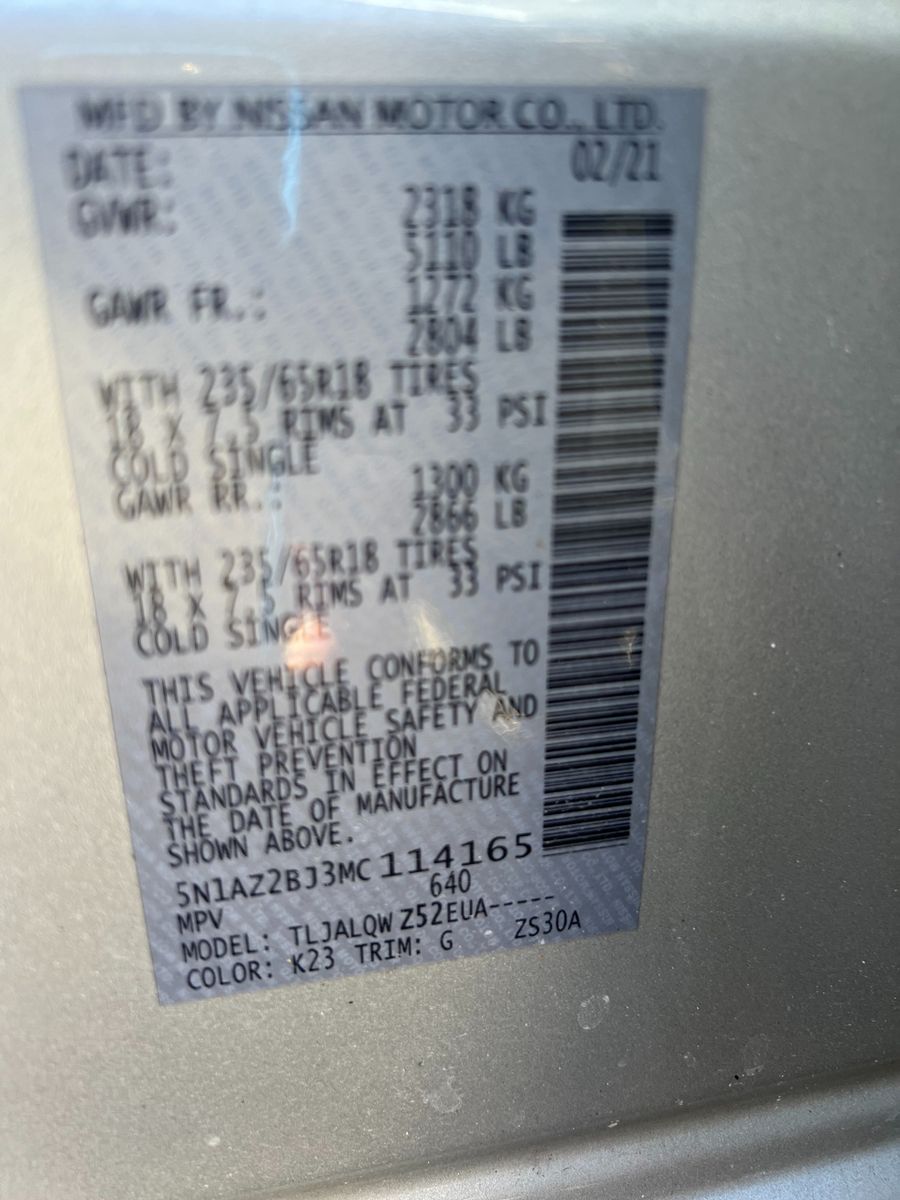 MFD BY NISSAN MOTOR CO., LTD.
DATE: 02/21
GVWR: 2318 KG
5110 LB
GAWR FR.: 1272 KG
2804 LB
WITH 235/65R18 TIRES
18 X 7.5 RIMS AT 33 PSI
COLD SINGLE
GAWR RR.: 1300 KG
2866 LB
WITH 235/65R18 TIRES
18 X 7.5 RIMS AT 33 PSI
COLD SINGLE
THIS VEHICLE CONFORMS TO
ALL APPLICABLE FEDERAL
MOTOR VEHICLE SAFETY AND
THEFT PREVENTION
STANDARDS IN EFFECT ON
THE DATE OF MANUFACTURE
SHOWN ABOVE.
5N1AZ2BJ3MC114165
MPV 640
MODEL: TLJALQWZ52EUA-----
COLOR: K23 TRIM: G ZS30A